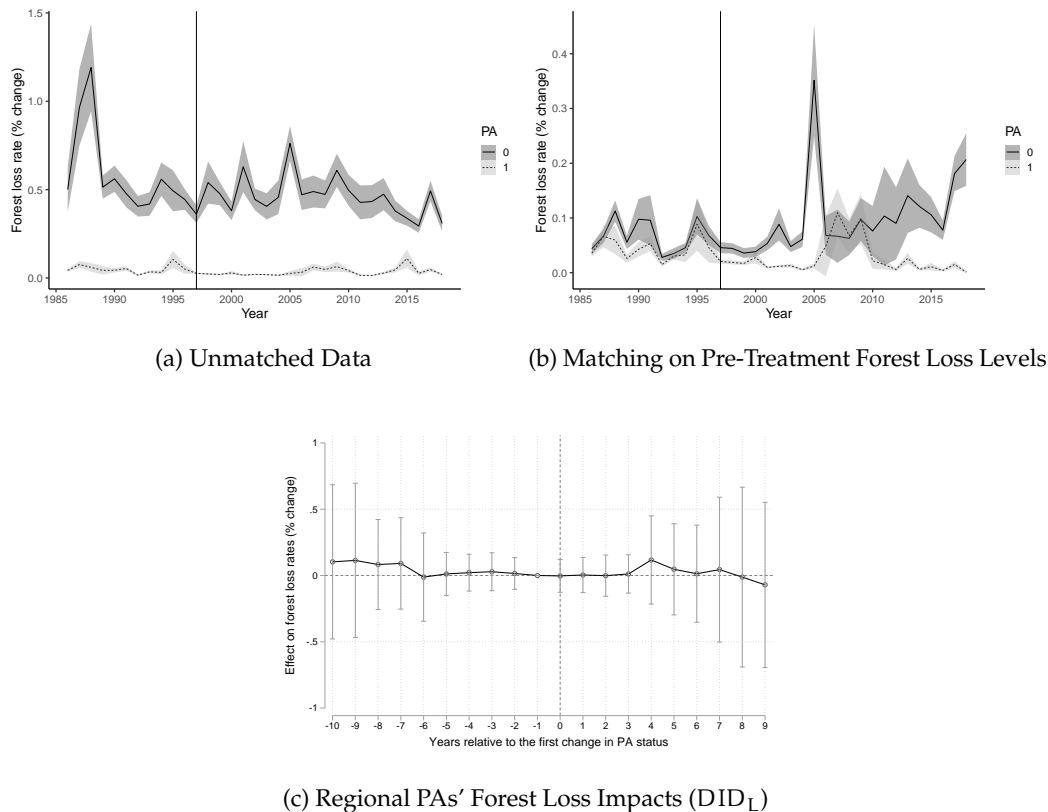 1.5
1.0
0.5
0.0
Forest loss rate (% change)
1985 1990 1995 2000 2005 2010 2015
Year
PA
0
1
(a) Unmatched Data
0.4
0.3
0.2
0.1
0.0
Forest loss rate (% change)
1985 1990 1995 2000 2005 2010 2015
Year
PA
0
1
(b) Matching on Pre-Treatment Forest Loss Levels
1
.5
0
-.5
-1
Effect on forest loss rates (% change)
-10 -9 -8 -7 -6 -5 -4 -3 -2 -1 0 1 2 3 4 5 6 7 8 9
Years relative to the first change in PA status
(c) Regional PAs' Forest Loss Impacts (DID_L)